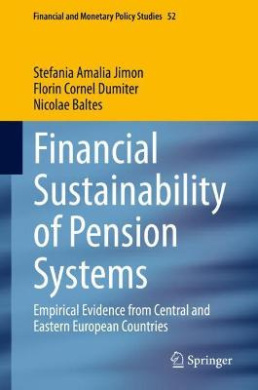 Financial and Monetary Policy Studies 52
Stefania Amalia Jimon
Florin Cornel Dumiter
Nicolae Baltes
Financial
Sustainability
of Pension
Systems
Empirical Evidence from Central and
Eastern European Countries
Springer